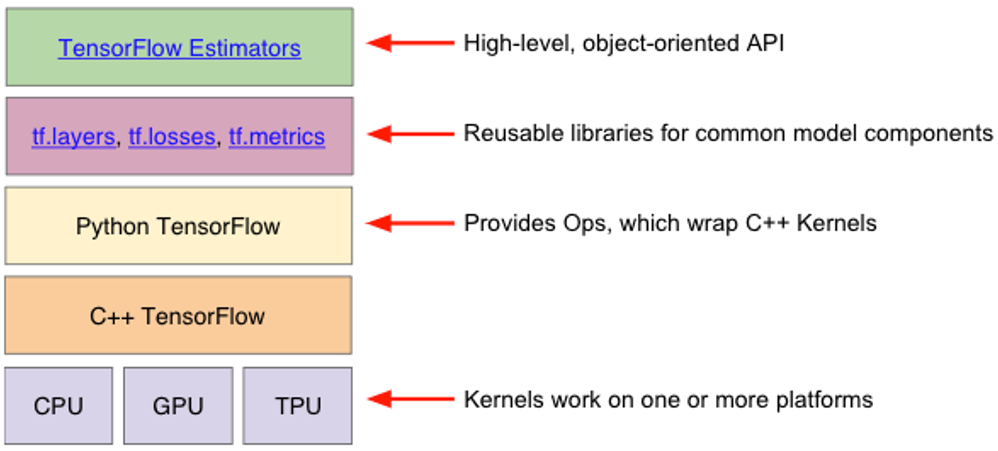 TensorFlow Estimators
High-level, object-oriented API
tf.layers, tf.losses, tf.metrics
Reusable libraries for common model components
Python TensorFlow
Provides Ops, which wrap C++ Kernels
C++ TensorFlow
CPU
GPU
TPU
Kernels work on one or more platforms